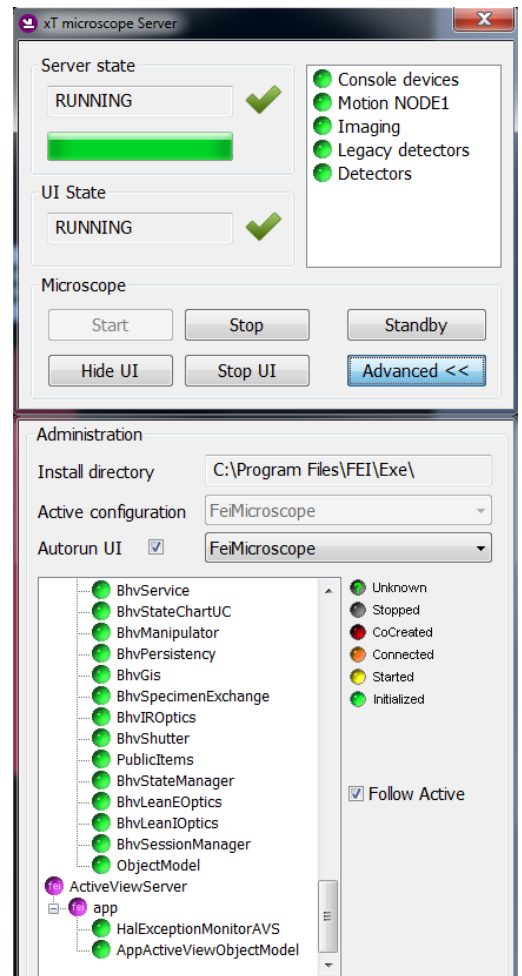 xT microscope Server
Server state
RUNNING
Console devices
Motion NODE1
Imaging
Legacy detectors
Detectors
UI State
RUNNING
Microscope
Start Stop Standby
Hide UI Stop UI Advanced <<
Administration
Install directory C:\Program Files\FEI\Exe\
Active configuration FeiMicroscope
Autorun UI FeiMicroscope
BhvService
BhvStateChartUC
BhvManipulator
BhvPersistency
BhvGis
BhvSpecimenExchange
BhvIROptics
BhvShutter
PublicItems
BhvStateManager
BhvLeanEOptics
BhvLeanIOptics
BhvSessionManager
ObjectModel
fei ActiveViewServer
fei app
HalExceptionMonitorAVS
AppActiveViewObjectModel
? Unknown
Stopped
CoCreated
Connected
Started
Initialized
Follow Active